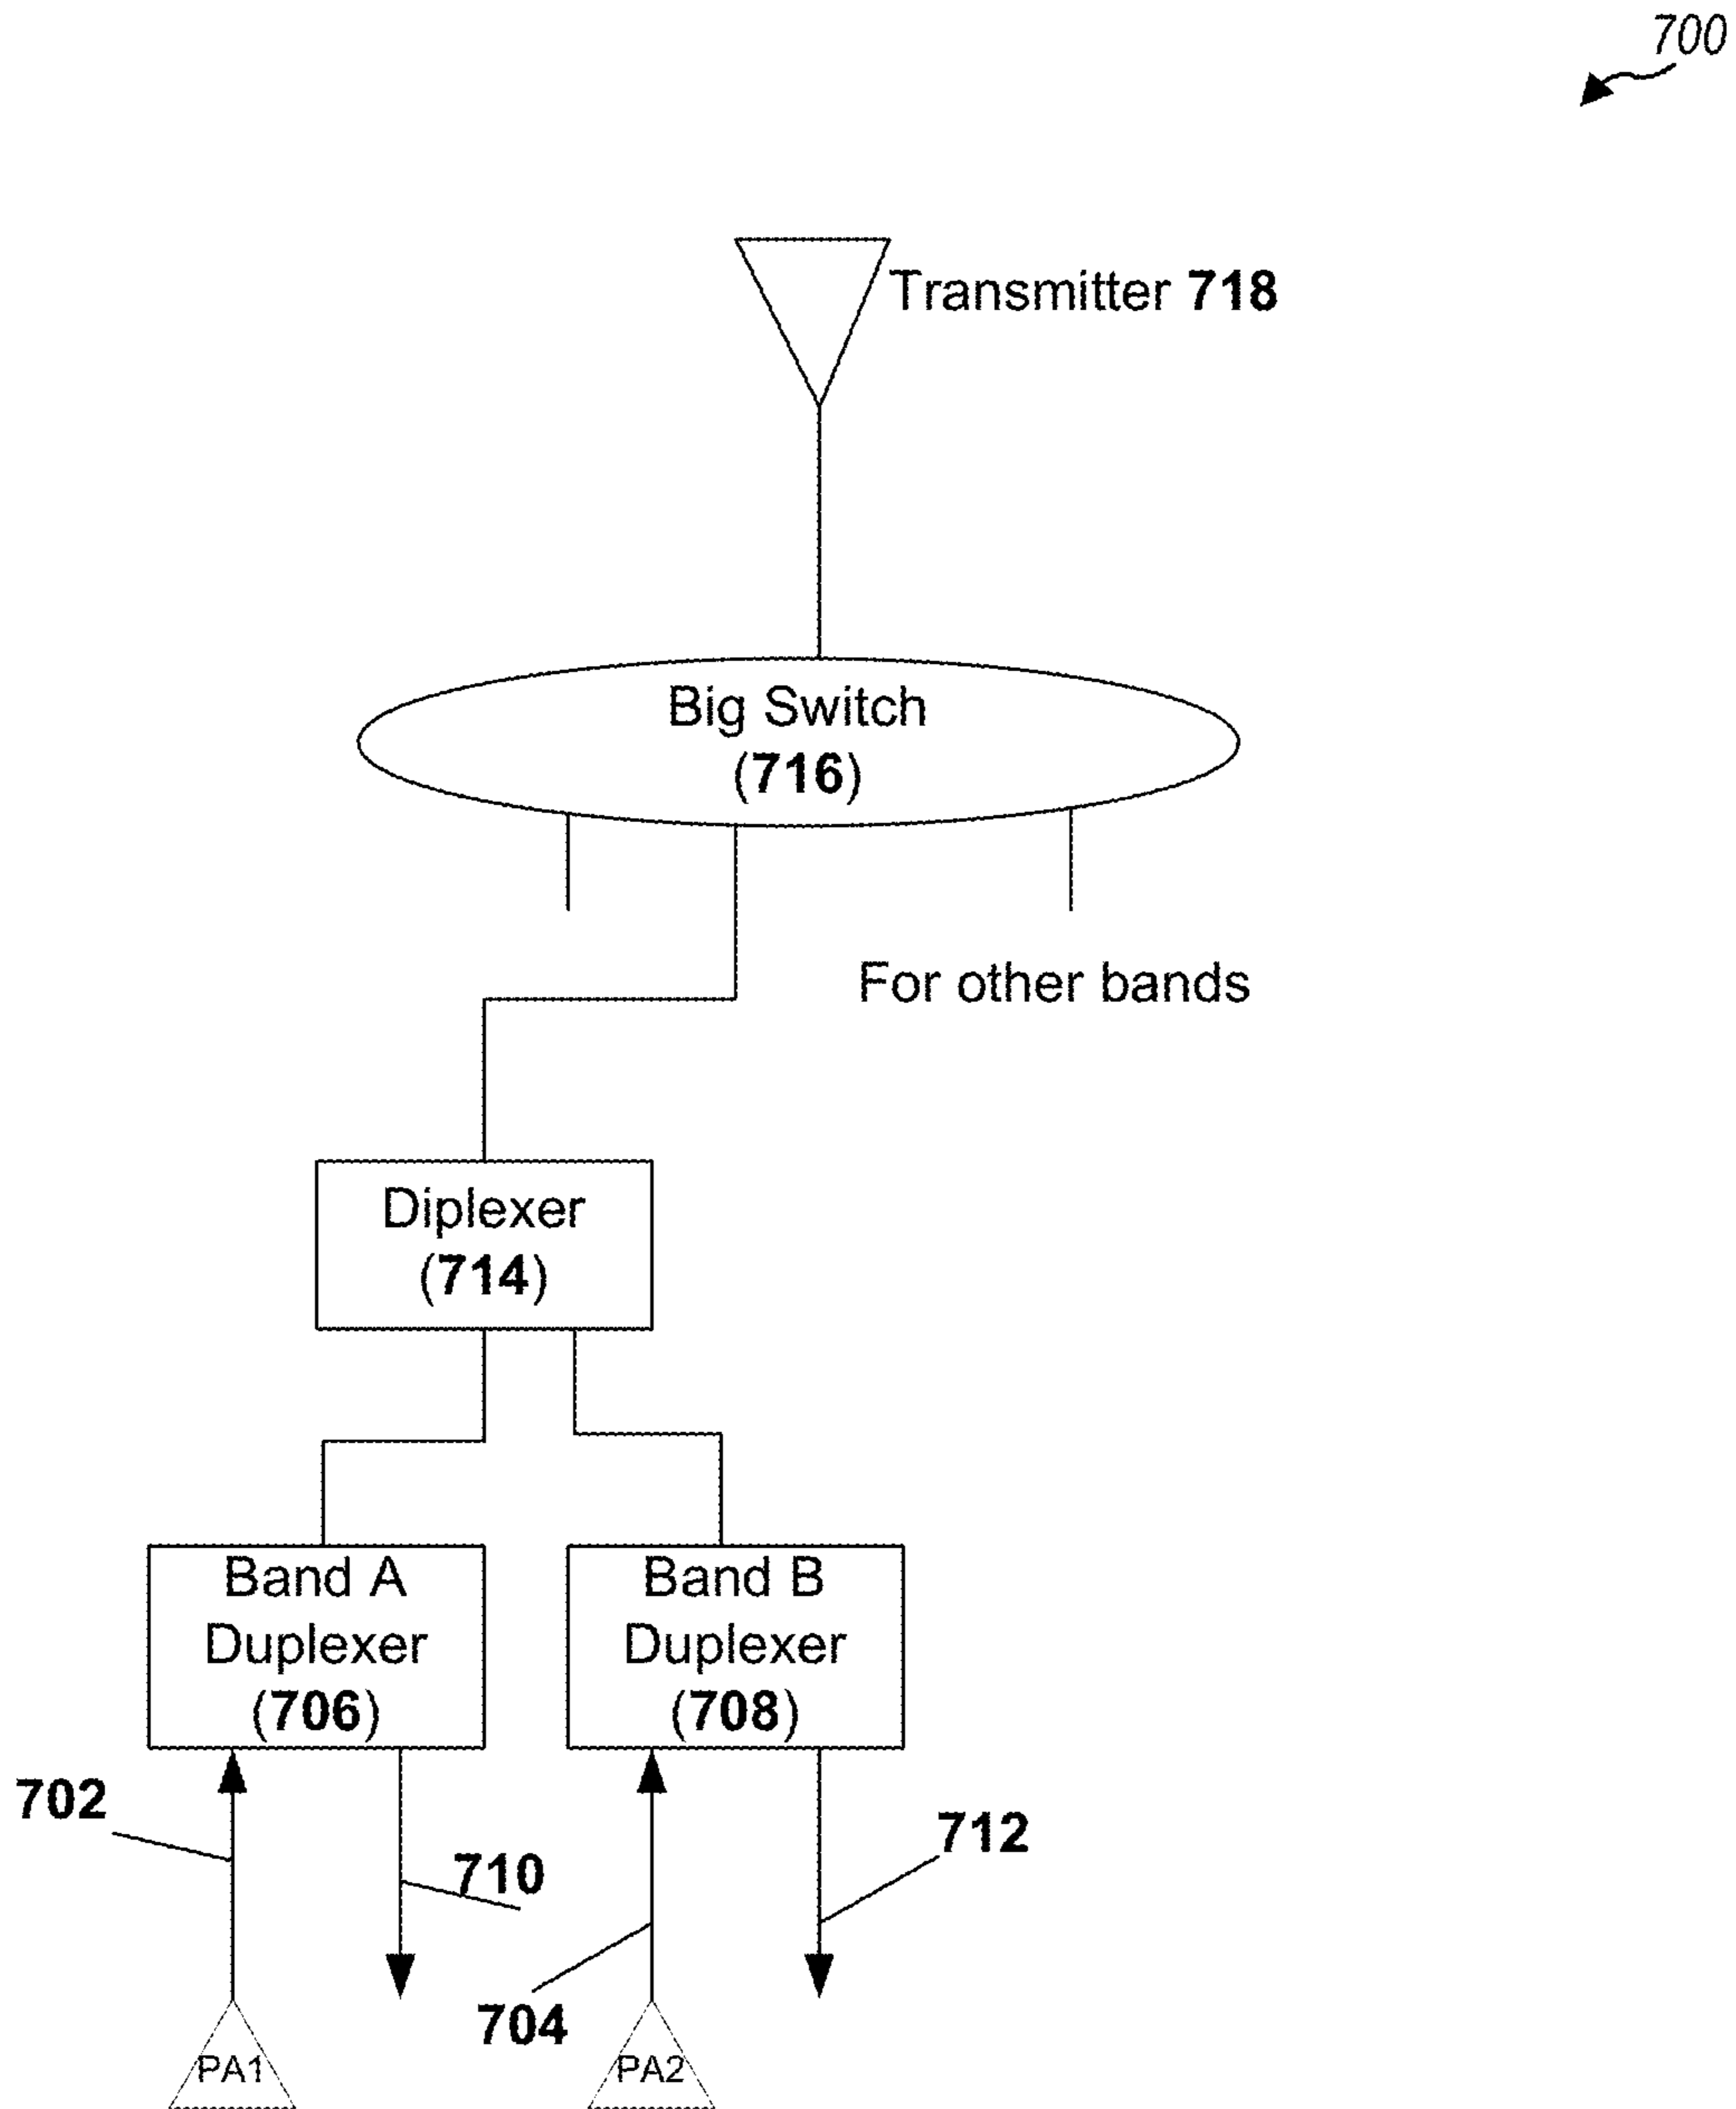 700
Transmitter 718
Big Switch
(716)
For other bands
Diplexer
(714)
Band A
Duplexer
(706)
Band B
Duplexer
(708)
702
710
712
704
PA1
PA2